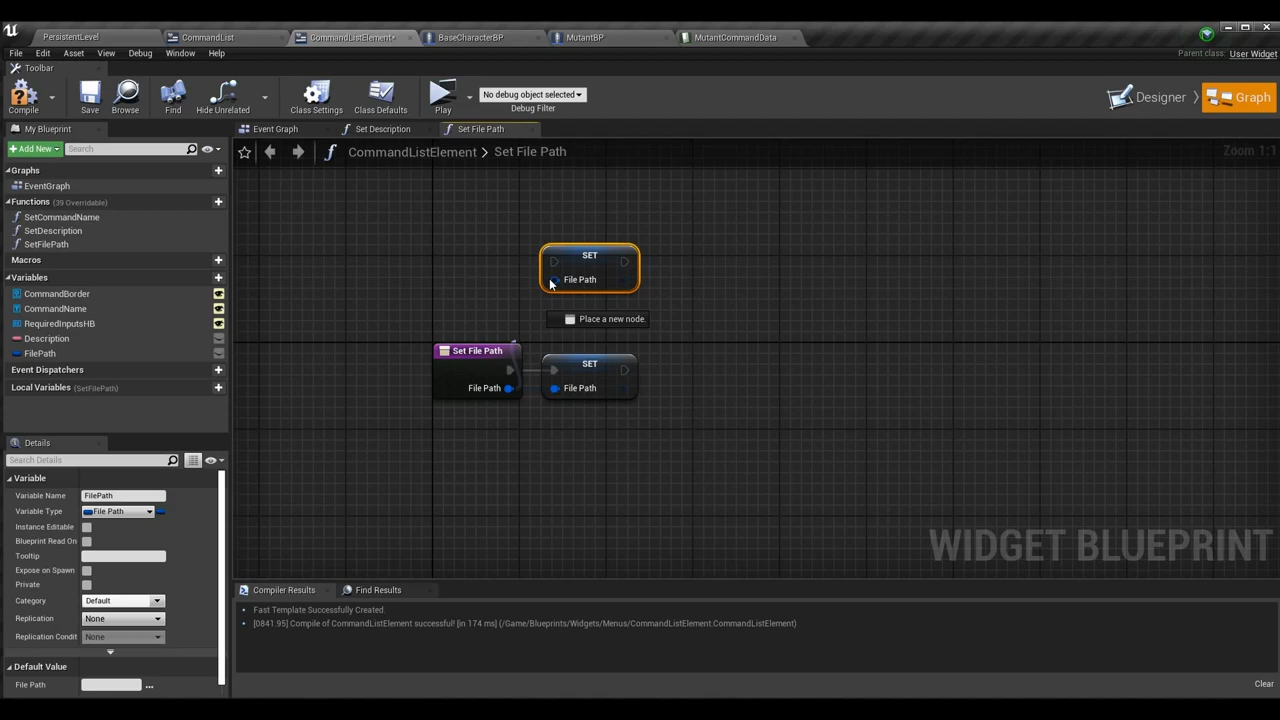 PersistentLevel
CommandList
CommandListElement*
BaseCharacterBP
MutantBP
MutantCommandData
File
Edit
Asset
View
Debug
Window
Help
Parent class: User Widget
Toolbar
Compile
Save
Browse
Find
Hide Unrelated
Class Settings
Class Defaults
Play
No debug object selected
Debug Filter
Designer
Graph
My Blueprint
Event Graph
Set Description
Set File Path
Add New
Search
CommandListElement > Set File Path
Zoom 1:1
Graphs
EventGraph
Functions (39 Overridable)
SetCommandName
SetDescription
SetFilePath
Macros
Variables
CommandBorder
CommandName
RequiredInputsHB
Description
FilePath
Event Dispatchers
Local Variables (SetFilePath)
SET
File Path
Place a new node.
Set File Path
File Path
SET
File Path
WIDGET BLUEPRINT
Details
Search Details
Variable
Variable Name FilePath
Variable Type File Path
Instance Editable
Blueprint Read On
Tooltip
Expose on Spawn
Private
Category Default
Replication None
Replication Condit None
Default Value
File Path
Compiler Results
Find Results
Fast Template Successfully Created.
[0841.95] Compile of CommandListElement successful! [in 174 ms] (/Game/Blueprints/Widgets/Menus/CommandListElement.CommandListElement)
Clear